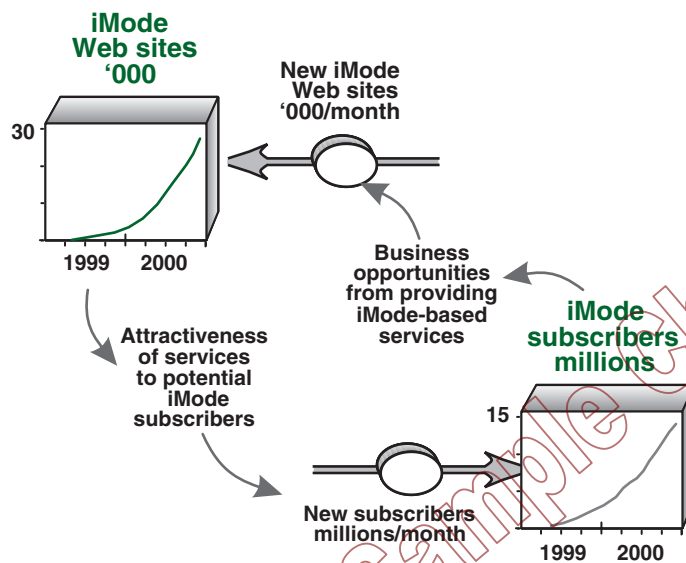 iMode
Web sites
‘000
30
1999 2000
New iMode
Web sites
‘000/month
Business
opportunities
from providing
iMode-based
services
iMode
subscribers
millions
Attractiveness
of services
to potential
iMode
subscribers
15
1999 2000
New subscribers
millions/month
Sample